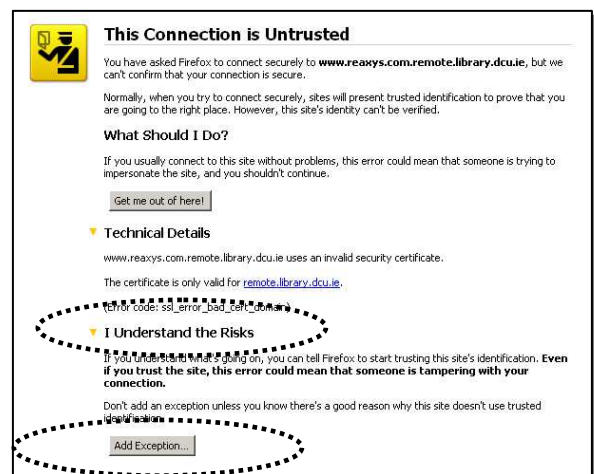 This Connection is Untrusted
You have asked Firefox to connect securely to www.reaxys.com.remote.library.dcu.ie, but we
can't confirm that your connection is secure.
Normally, when you try to connect securely, sites will present trusted identification to prove that you
are going to the right place. However, this site's identity can't be verified.
What Should I Do?
If you usually connect to this site without problems, this error could mean that someone is trying to
impersonate the site, and you shouldn't continue.
Get me out of here!
Technical Details
www.reaxys.com.remote.library.dcu.ie uses an invalid security certificate.
The certificate is only valid for remote.library.dcu.ie.
(Error code: ssl_error_bad_cert_domain)
I Understand the Risks
If you understand what's going on, you can tell Firefox to start trusting this site's identification. Even
if you trust the site, this error could mean that someone is tampering with your
connection.
Don't add an exception unless you know there's a good reason why this site doesn't use trusted
identification.
Add Exception...